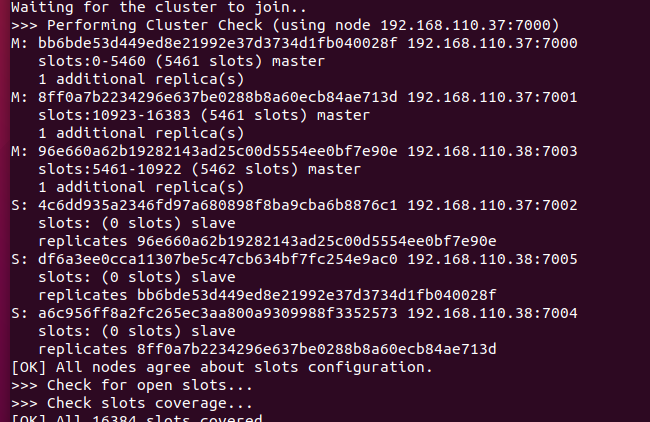 Waiting for the cluster to join..
>>> Performing Cluster Check (using node 192.168.110.37:7000)
M: bb6bde53d449ed8e21992e37d3734d1fb040028f 192.168.110.37:7000
   slots:0-5460 (5461 slots) master
   1 additional replica(s)
M: 8ff0a7b2234296e637be0288b8a60ecb84ae713d 192.168.110.37:7001
   slots:10923-16383 (5461 slots) master
   1 additional replica(s)
M: 96e660a62b19282143ad25c00d5554ee0bf7e90e 192.168.110.38:7003
   slots:5461-10922 (5462 slots) master
   1 additional replica(s)
S: 4c6dd935a2346fd97a680898f8ba9cba6b8876c1 192.168.110.37:7002
   slots: (0 slots) slave
   replicates 96e660a62b19282143ad25c00d5554ee0bf7e90e
S: df6a3ee0cca11307be5c47cb634bf7fc254e9ac0 192.168.110.38:7005
   slots: (0 slots) slave
   replicates bb6bde53d449ed8e21992e37d3734d1fb040028f
S: a6c956ff8a2fc265ec3aa800a9309988f3352573 192.168.110.38:7004
   slots: (0 slots) slave
   replicates 8ff0a7b2234296e637be0288b8a60ecb84ae713d
[OK] All nodes agree about slots configuration.
>>> Check for open slots...
>>> Check slots coverage...
[OK] All 16384 slots covered